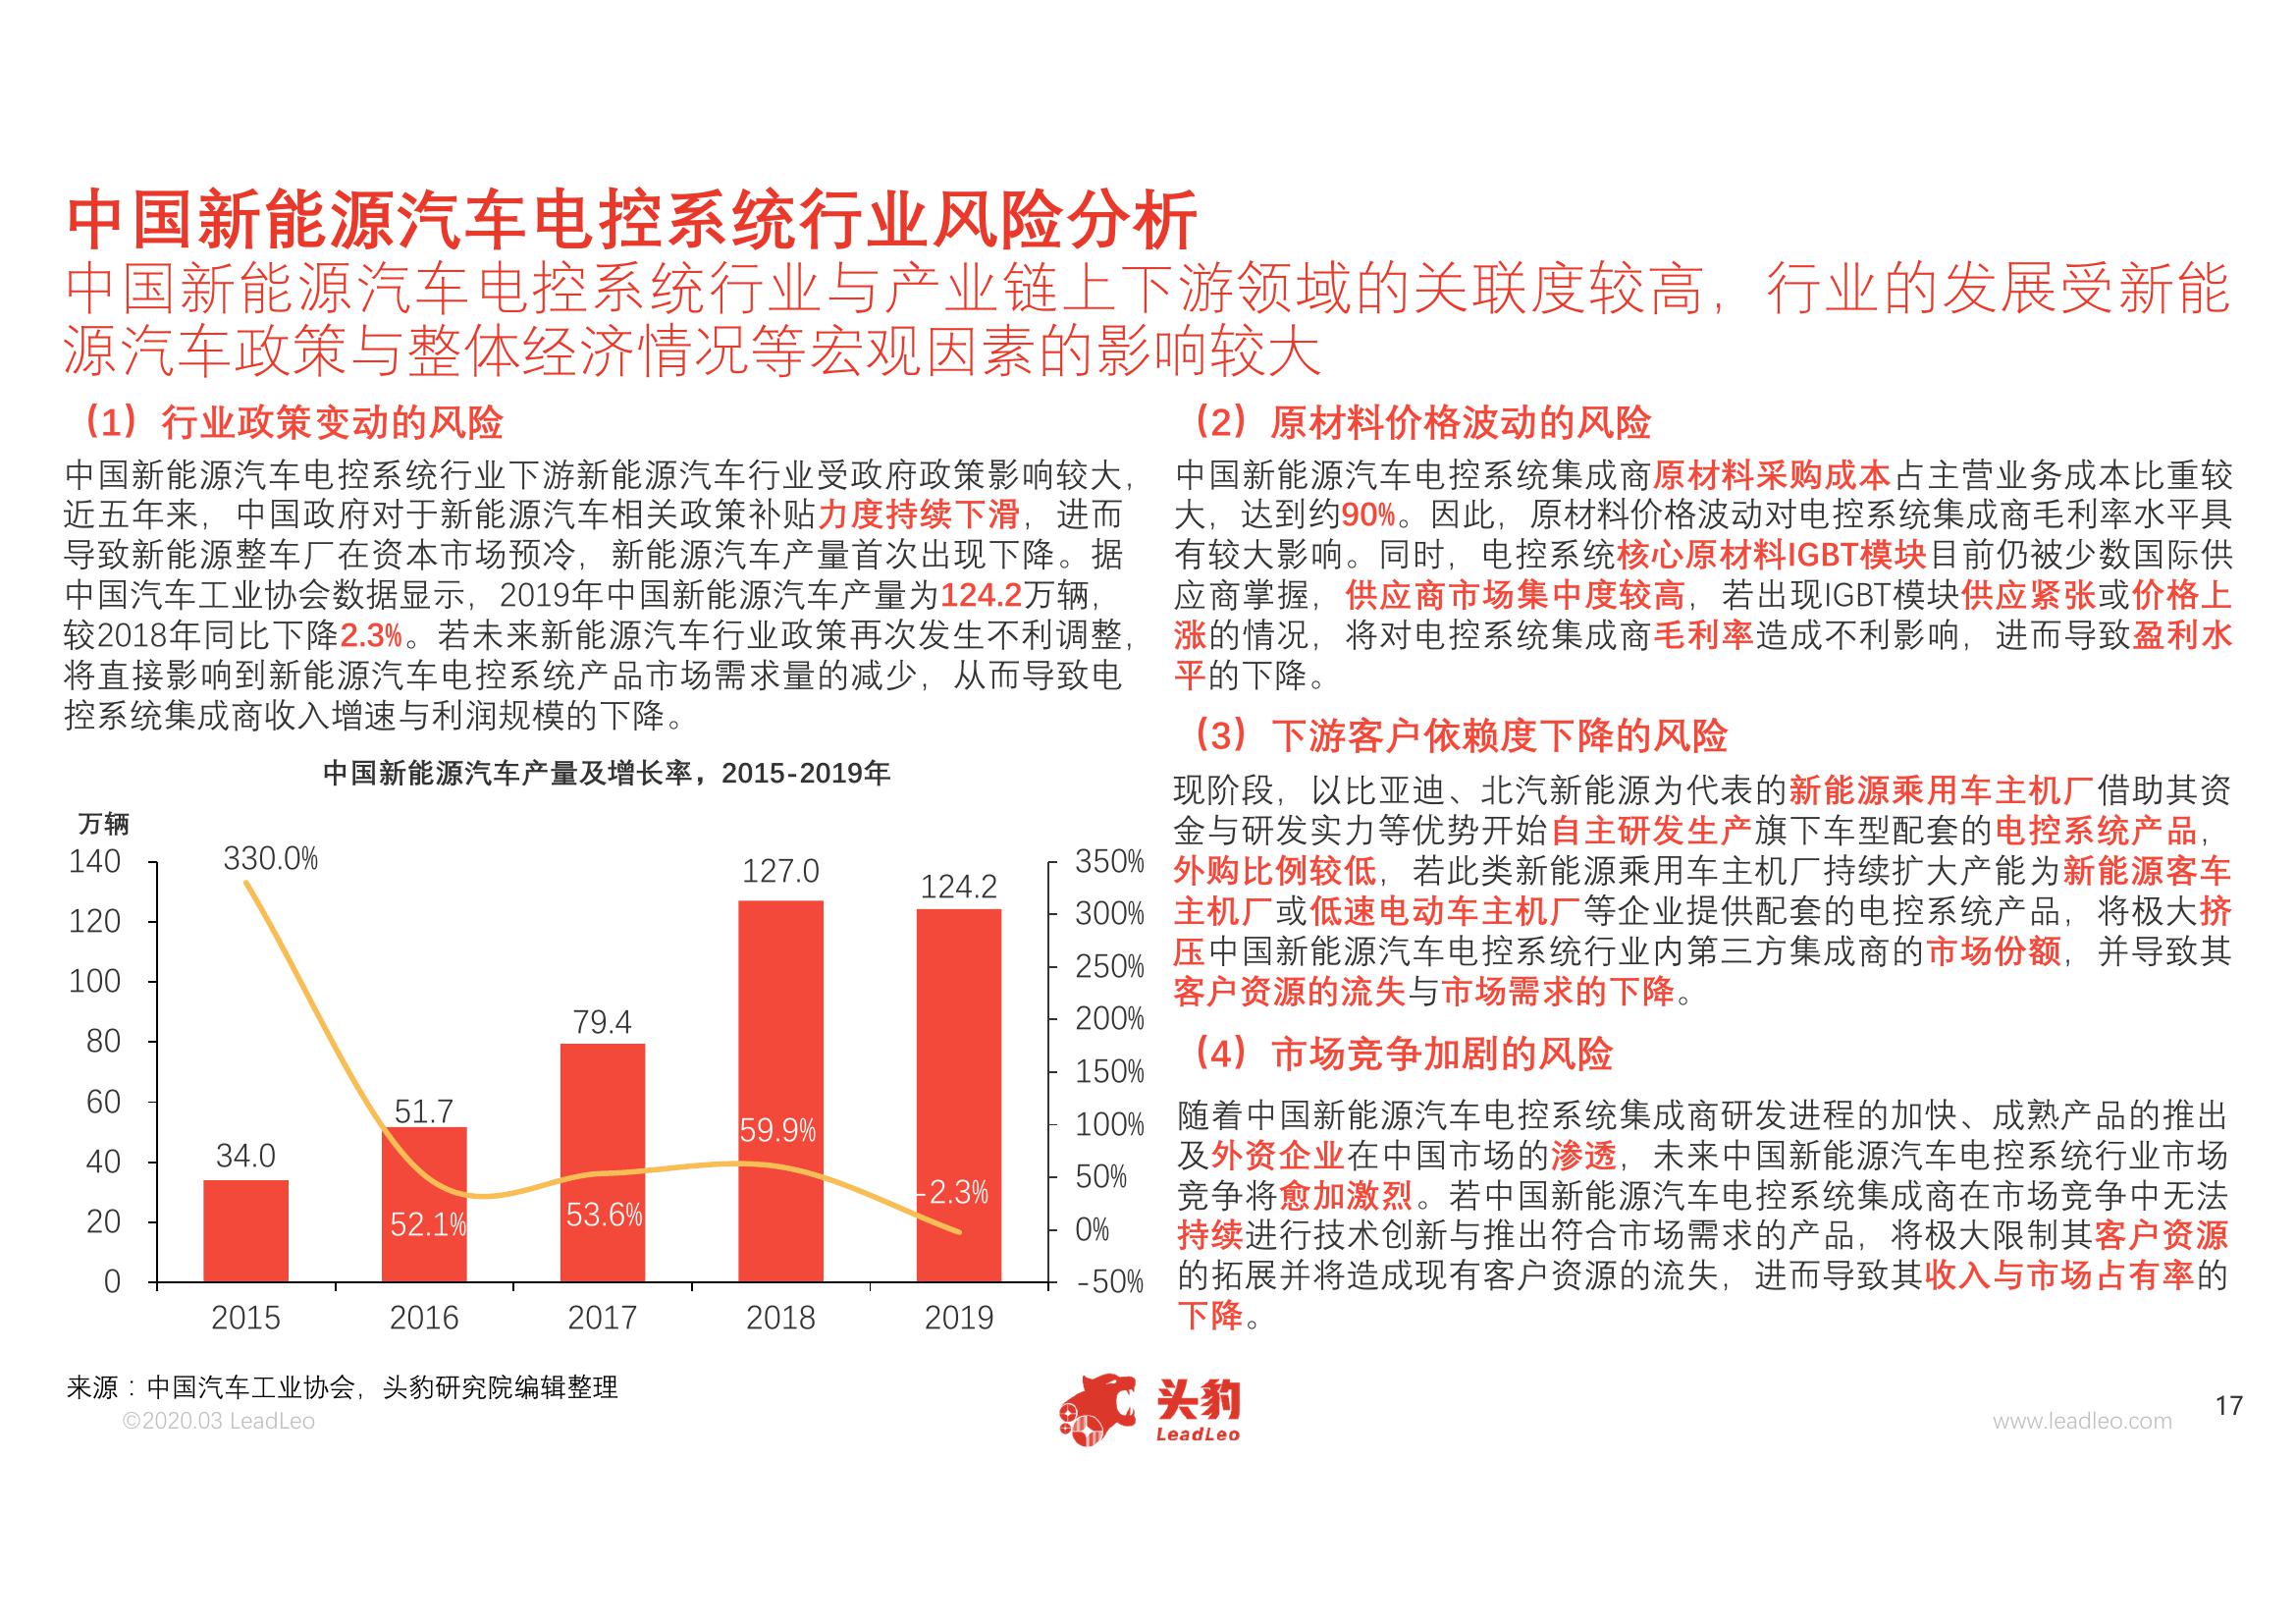 中国新能源汽车电控系统行业风险分析
中国新能源汽车电控系统行业与产业链上下游领域的关联度较高，行业的发展受新能
源汽车政策与整体经济情况等宏观因素的影响较大
（1）行业政策变动的风险
中国新能源汽车电控系统行业下游新能源汽车行业受政府政策影响较大，
近五年来，中国政府对于新能源汽车相关政策补贴力度持续下滑，进而
导致新能源整车厂在资本市场预冷，新能源汽车产量首次出现下降。据
中国汽车工业协会数据显示，2019年中国新能源汽车产量为124.2万辆，
较2018年同比下降2.3%。若未来新能源汽车行业政策再次发生不利调整，
将直接影响到新能源汽车电控系统产品市场需求量的减少，从而导致电
控系统集成商收入增速与利润规模的下降。
中国新能源汽车产量及增长率，2015-2019年
万辆
140
120
100
80
60
40
20
0
330.0%
34.0
51.7
52.1%
79.4
53.6%
127.0
59.9%
124.2
-2.3%
350%
300%
250%
200%
150%
100%
50%
0%
-50%
2015
2016
2017
2018
2019
（2）原材料价格波动的风险
中国新能源汽车电控系统集成商原材料采购成本占主营业务成本比重较
大，达到约90%。因此，原材料价格波动对电控系统集成商毛利率水平具
有较大影响。同时，电控系统核心原材料IGBT模块目前仍被少数国际供
应商掌握，供应商市场集中度较高，若出现IGBT模块供应紧张或价格上
涨的情况，将对电控系统集成商毛利率造成不利影响，进而导致盈利水
平的下降。
（3）下游客户依赖度下降的风险
现阶段，以比亚迪、北汽新能源为代表的新能源乘用车主机厂借助其资
金与研发实力等优势开始自主研发生产旗下车型配套的电控系统产品，
外购比例较低，若此类新能源乘用车主机厂持续扩大产能为新能源客车
主机厂或低速电动车主机厂等企业提供配套的电控系统产品，将极大挤
压中国新能源汽车电控系统行业内第三方集成商的市场份额，并导致其
客户资源的流失与市场需求的下降。
（4）市场竞争加剧的风险
随着中国新能源汽车电控系统集成商研发进程的加快、成熟产品的推出
及外资企业在中国市场的渗透，未来中国新能源汽车电控系统行业市场
竞争将愈加激烈。若中国新能源汽车电控系统集成商在市场竞争中无法
持续进行技术创新与推出符合市场需求的产品，将极大限制其客户资源
的拓展并将造成现有客户资源的流失，进而导致其收入与市场占有率的
下降。
来源：中国汽车工业协会，头豹研究院编辑整理
©2020.03 LeadLeo
头豹
LeadLeo
www.leadleo.com
17